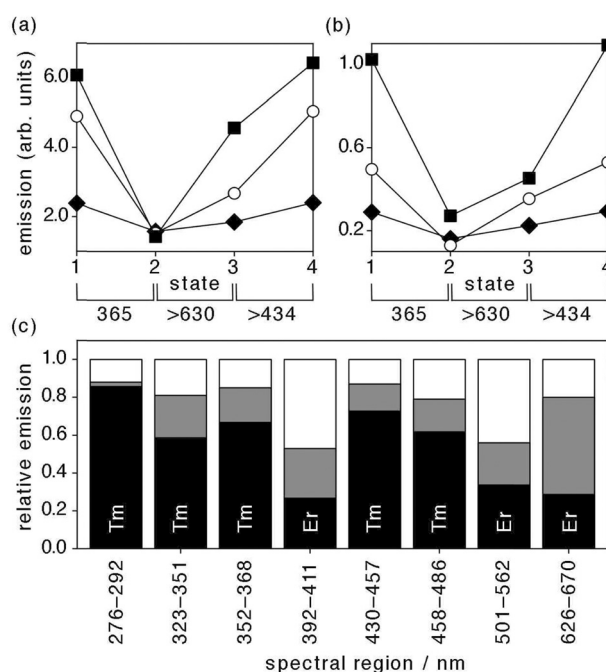 (a)
(b)
emission (arb. units)
6.0
4.0
2.0
1.0
0.6
0.2
1 2 3 4
state
365 >630 >434
1 2 3 4
state
365 >630 >434
(c)
relative emission
1.0
0.8
0.6
0.4
0.2
0.0
Tm Tm Tm Er Tm Tm Er Er
276–292
323–351
352–368
392–411
430–457
458–486
501–562
626–670
spectral region / nm